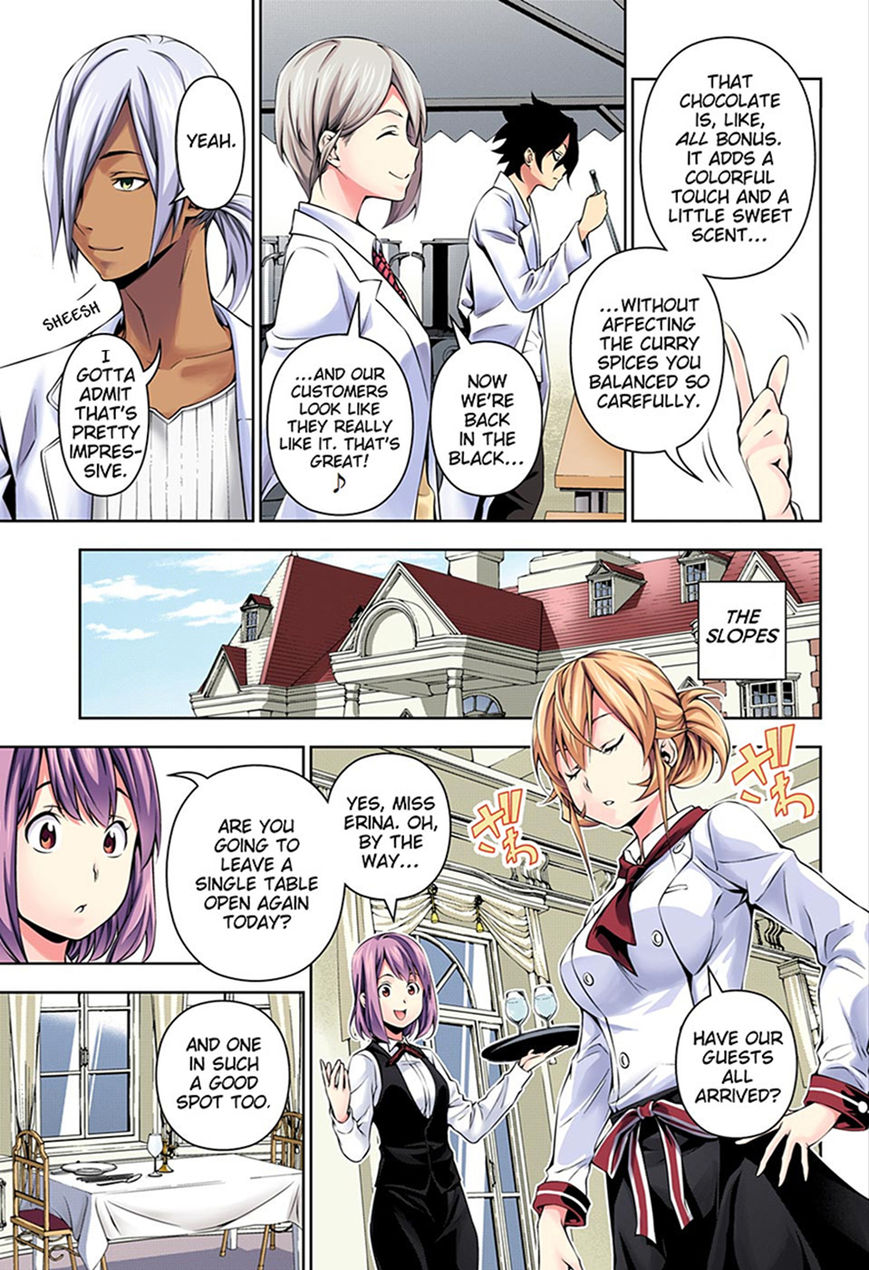 THAT
CHOCOLATE
IS, LIKE,
ALL BONUS.
IT ADDS A
COLORFUL
TOUCH AND A
LITTLE SWEET
SCENT...
...WITHOUT
AFFECTING
THE CURRY
SPICES YOU
BALANCED SO
CAREFULLY.
NOW
WE'RE
BACK
IN THE
BLACK...
...AND OUR
CUSTOMERS
LOOK LIKE
THEY REALLY
LIKE IT. THAT'S
GREAT!
♪
YEAH.
SHEESH
I
GOTTA
ADMIT
THAT'S
PRETTY
IMPRES-
SIVE.
THE
SLOPES
ざわ
ざわ
HAVE OUR
GUESTS
ALL
ARRIVED?
YES, MISS
ERINA. OH,
BY THE
WAY...
ARE YOU
GOING TO
LEAVE A
SINGLE TABLE
OPEN AGAIN
TODAY?
AND ONE
IN SUCH
A GOOD
SPOT TOO.